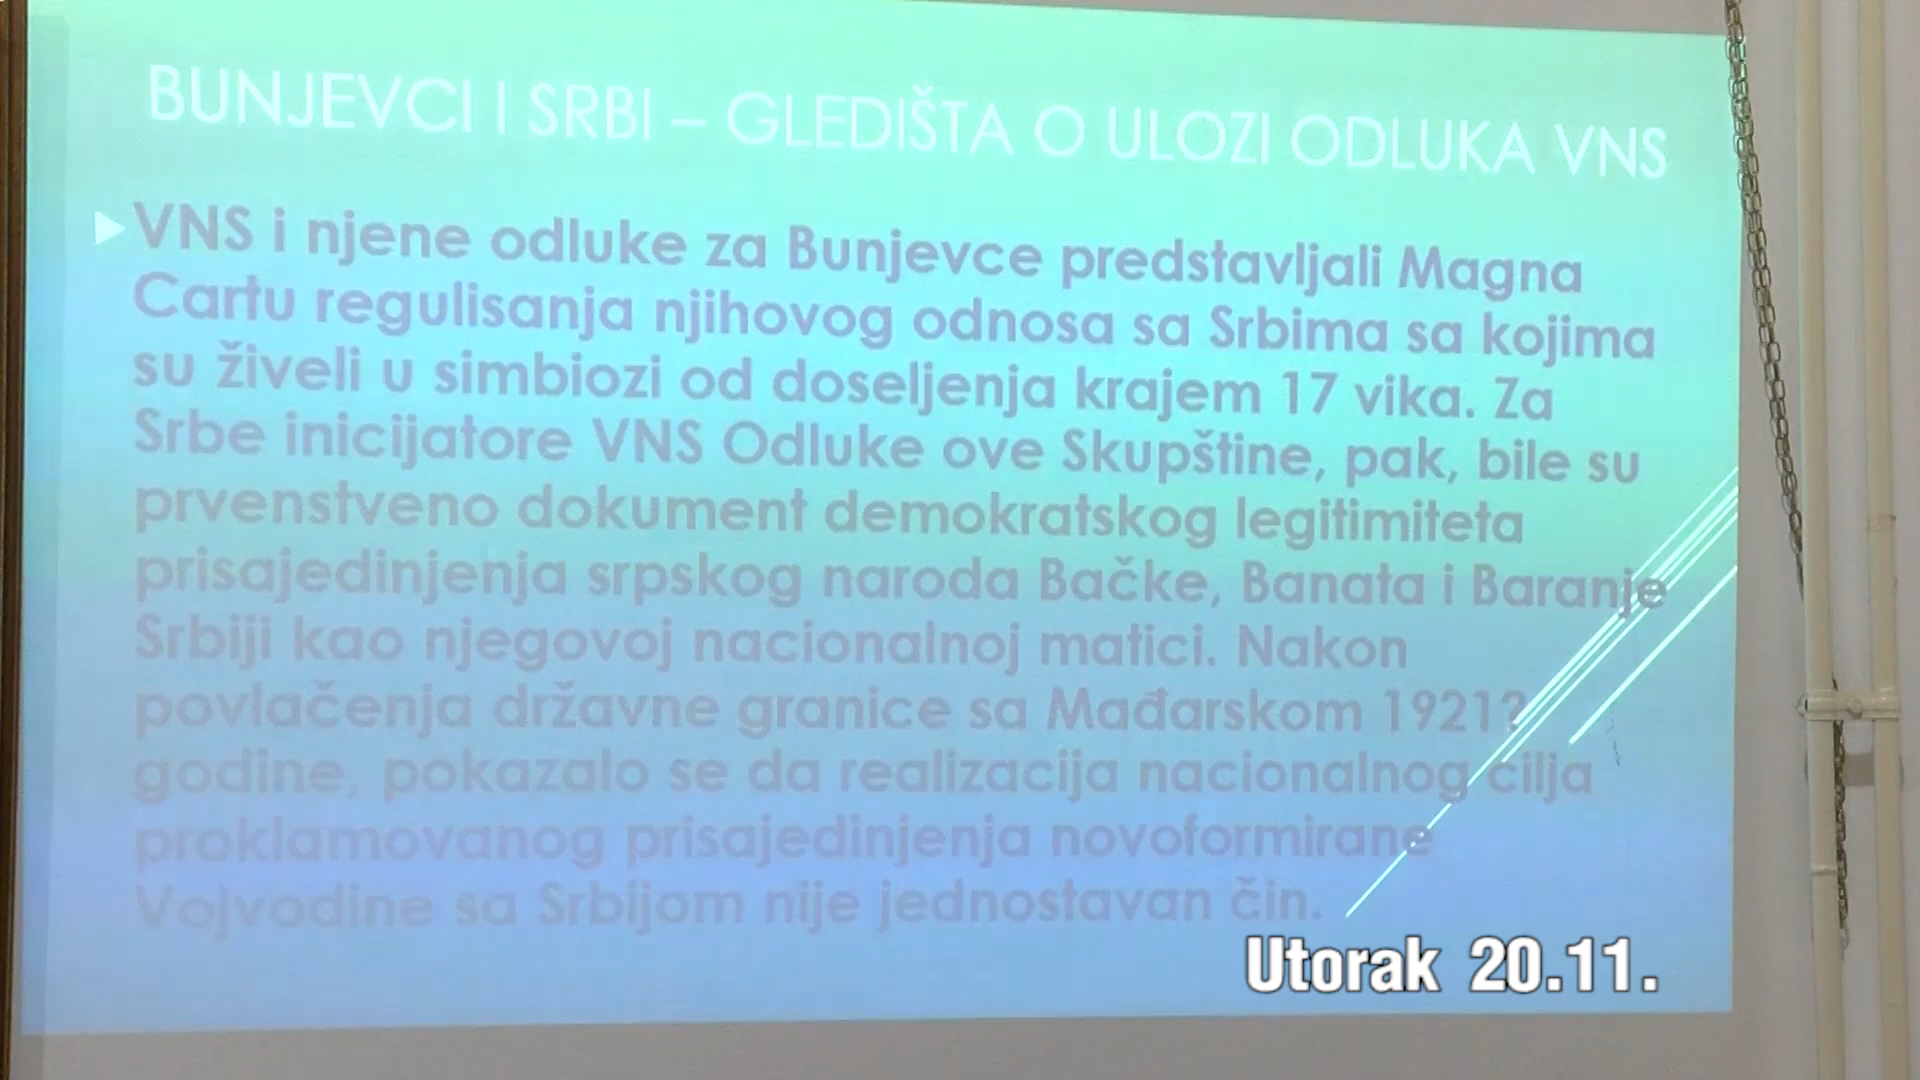 BUNJEVCI I SRBI – GLEDIŠTA O ULOZI ODLUKA VNS
VNS i njene odluke za Bunjevce predstavljali Magna
Cartu regulisanja njihovog odnosa sa Srbima sa kojima
su živeli u simbiozi od doseljenja krajem 17 vika. Za
Srbe inicijatore VNS Odluke ove Skupštine, pak, bile su
prvenstveno dokument demokratskog legitimiteta
prisajedinjenja srpskog naroda Bačke, Banata i Baranje
Srbiji kao njegovoj nacionalnoj matici. Nakon
povlačenja državne granice sa Mađarskom 1921?
godine, pokazalo se da realizacija nacionalnog cilja
proklamovanog prisajedinjenja novoformirane
Vojvodine sa Srbijom nije jednostavan čin.
Utorak 20.11.